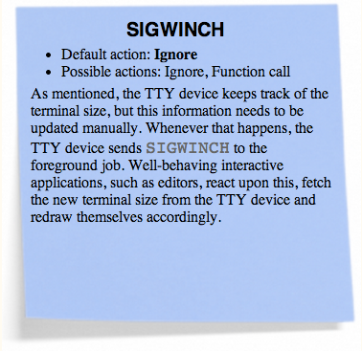 SIGWINCH
• Default action: Ignore
• Possible actions: Ignore, Function call
As mentioned, the TTY device keeps track of the
terminal size, but this information needs to be
updated manually. Whenever that happens, the
TTY device sends SIGWINCH to the
foreground job. Well-behaving interactive
applications, such as editors, react upon this, fetch
the new terminal size from the TTY device and
redraw themselves accordingly.